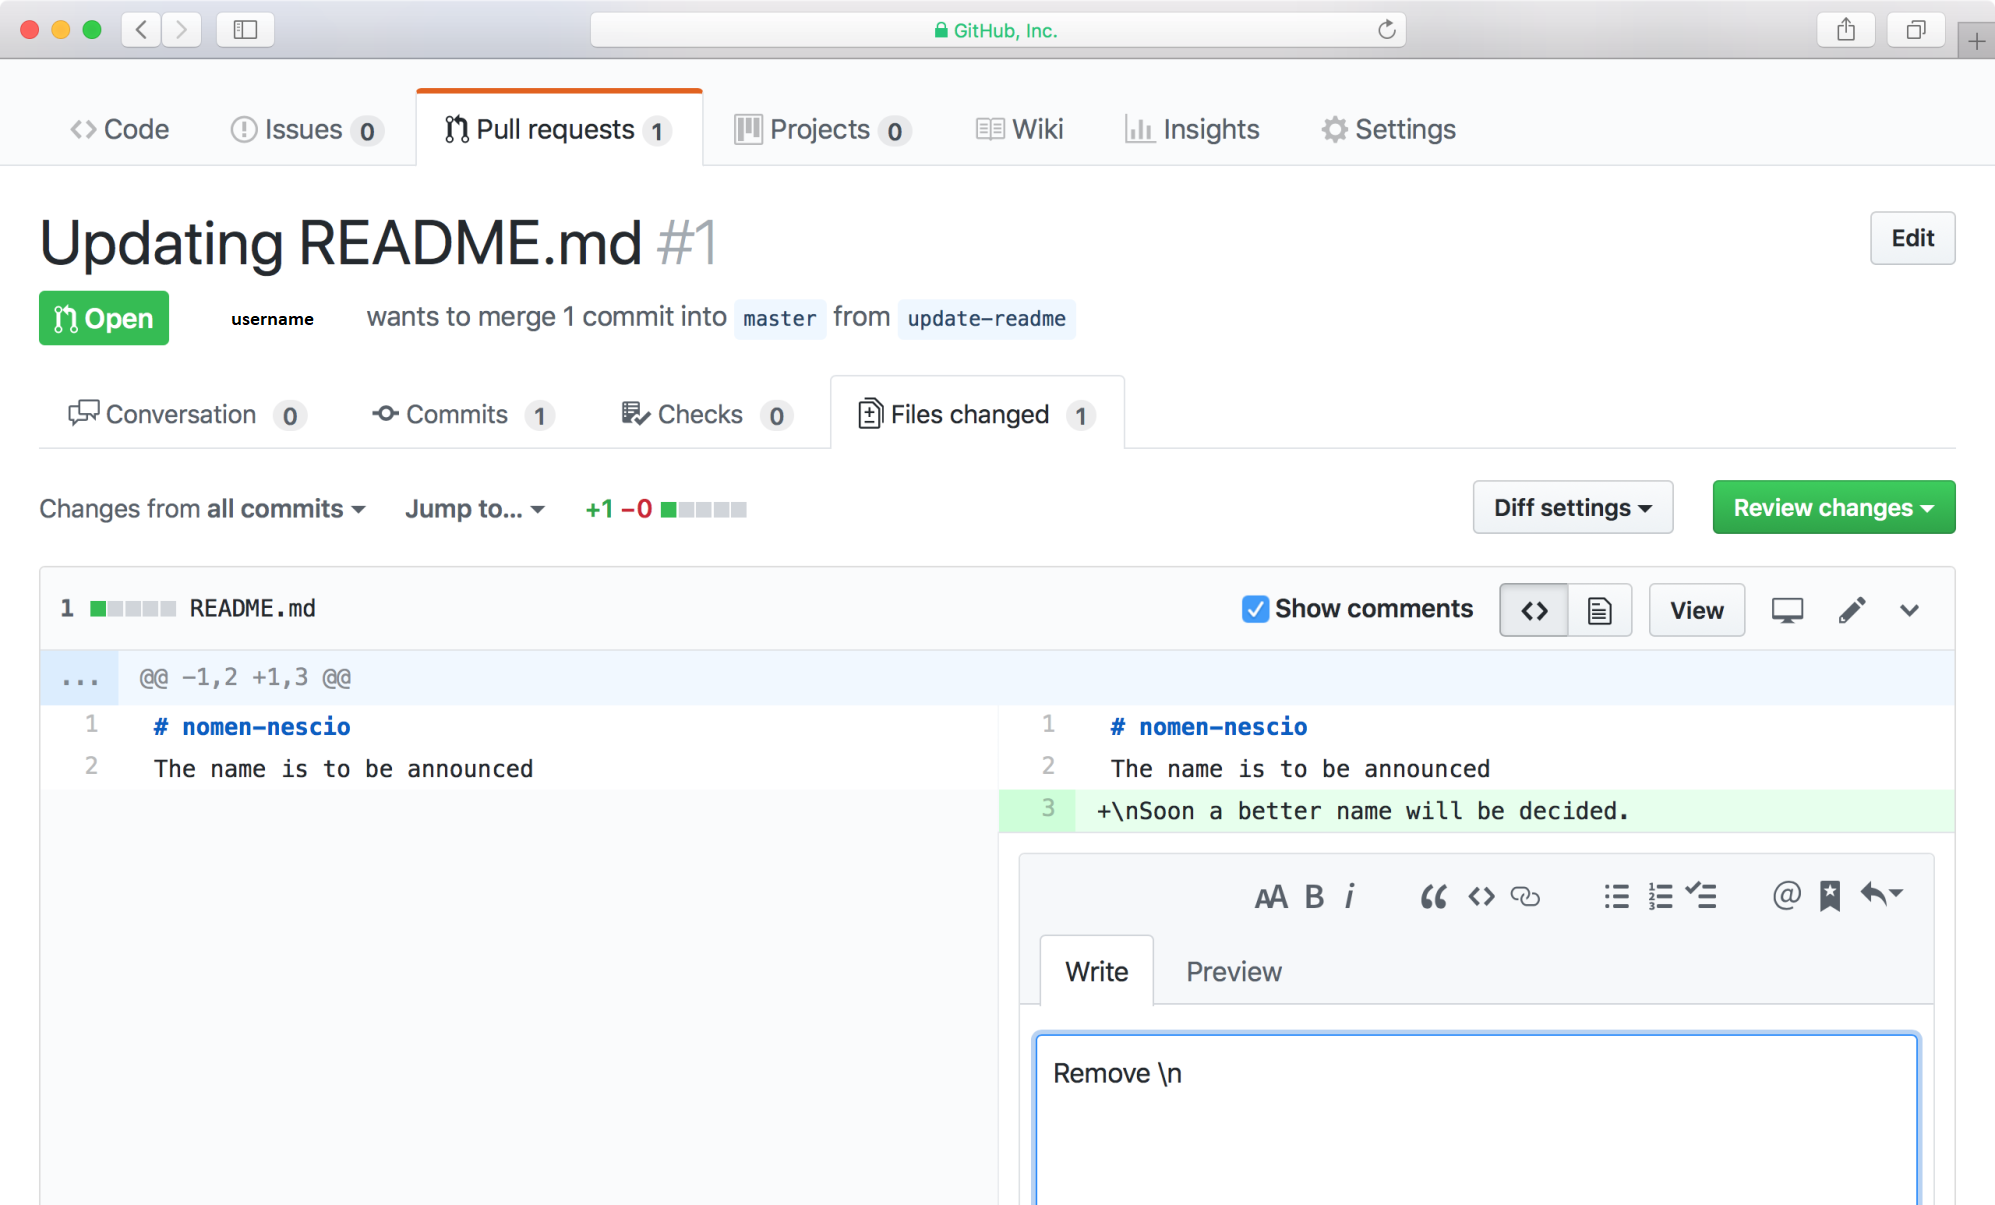 GitHub, Inc.
Code Issues 0 Pull requests 1 Projects 0 Wiki Insights Settings
Updating README.md #1
Edit
Open username wants to merge 1 commit into master from update-readme
Conversation 0 Commits 1 Checks 0 Files changed 1
Changes from all commits Jump to... +1 −0 Diff settings Review changes
1 README.md Show comments View
... @@ -1,2 +1,3 @@
1 # nomen-nescio 1 # nomen-nescio
2 The name is to be announced 2 The name is to be announced
3 +\nSoon a better name will be decided.
AA B i
Write Preview
Remove \n